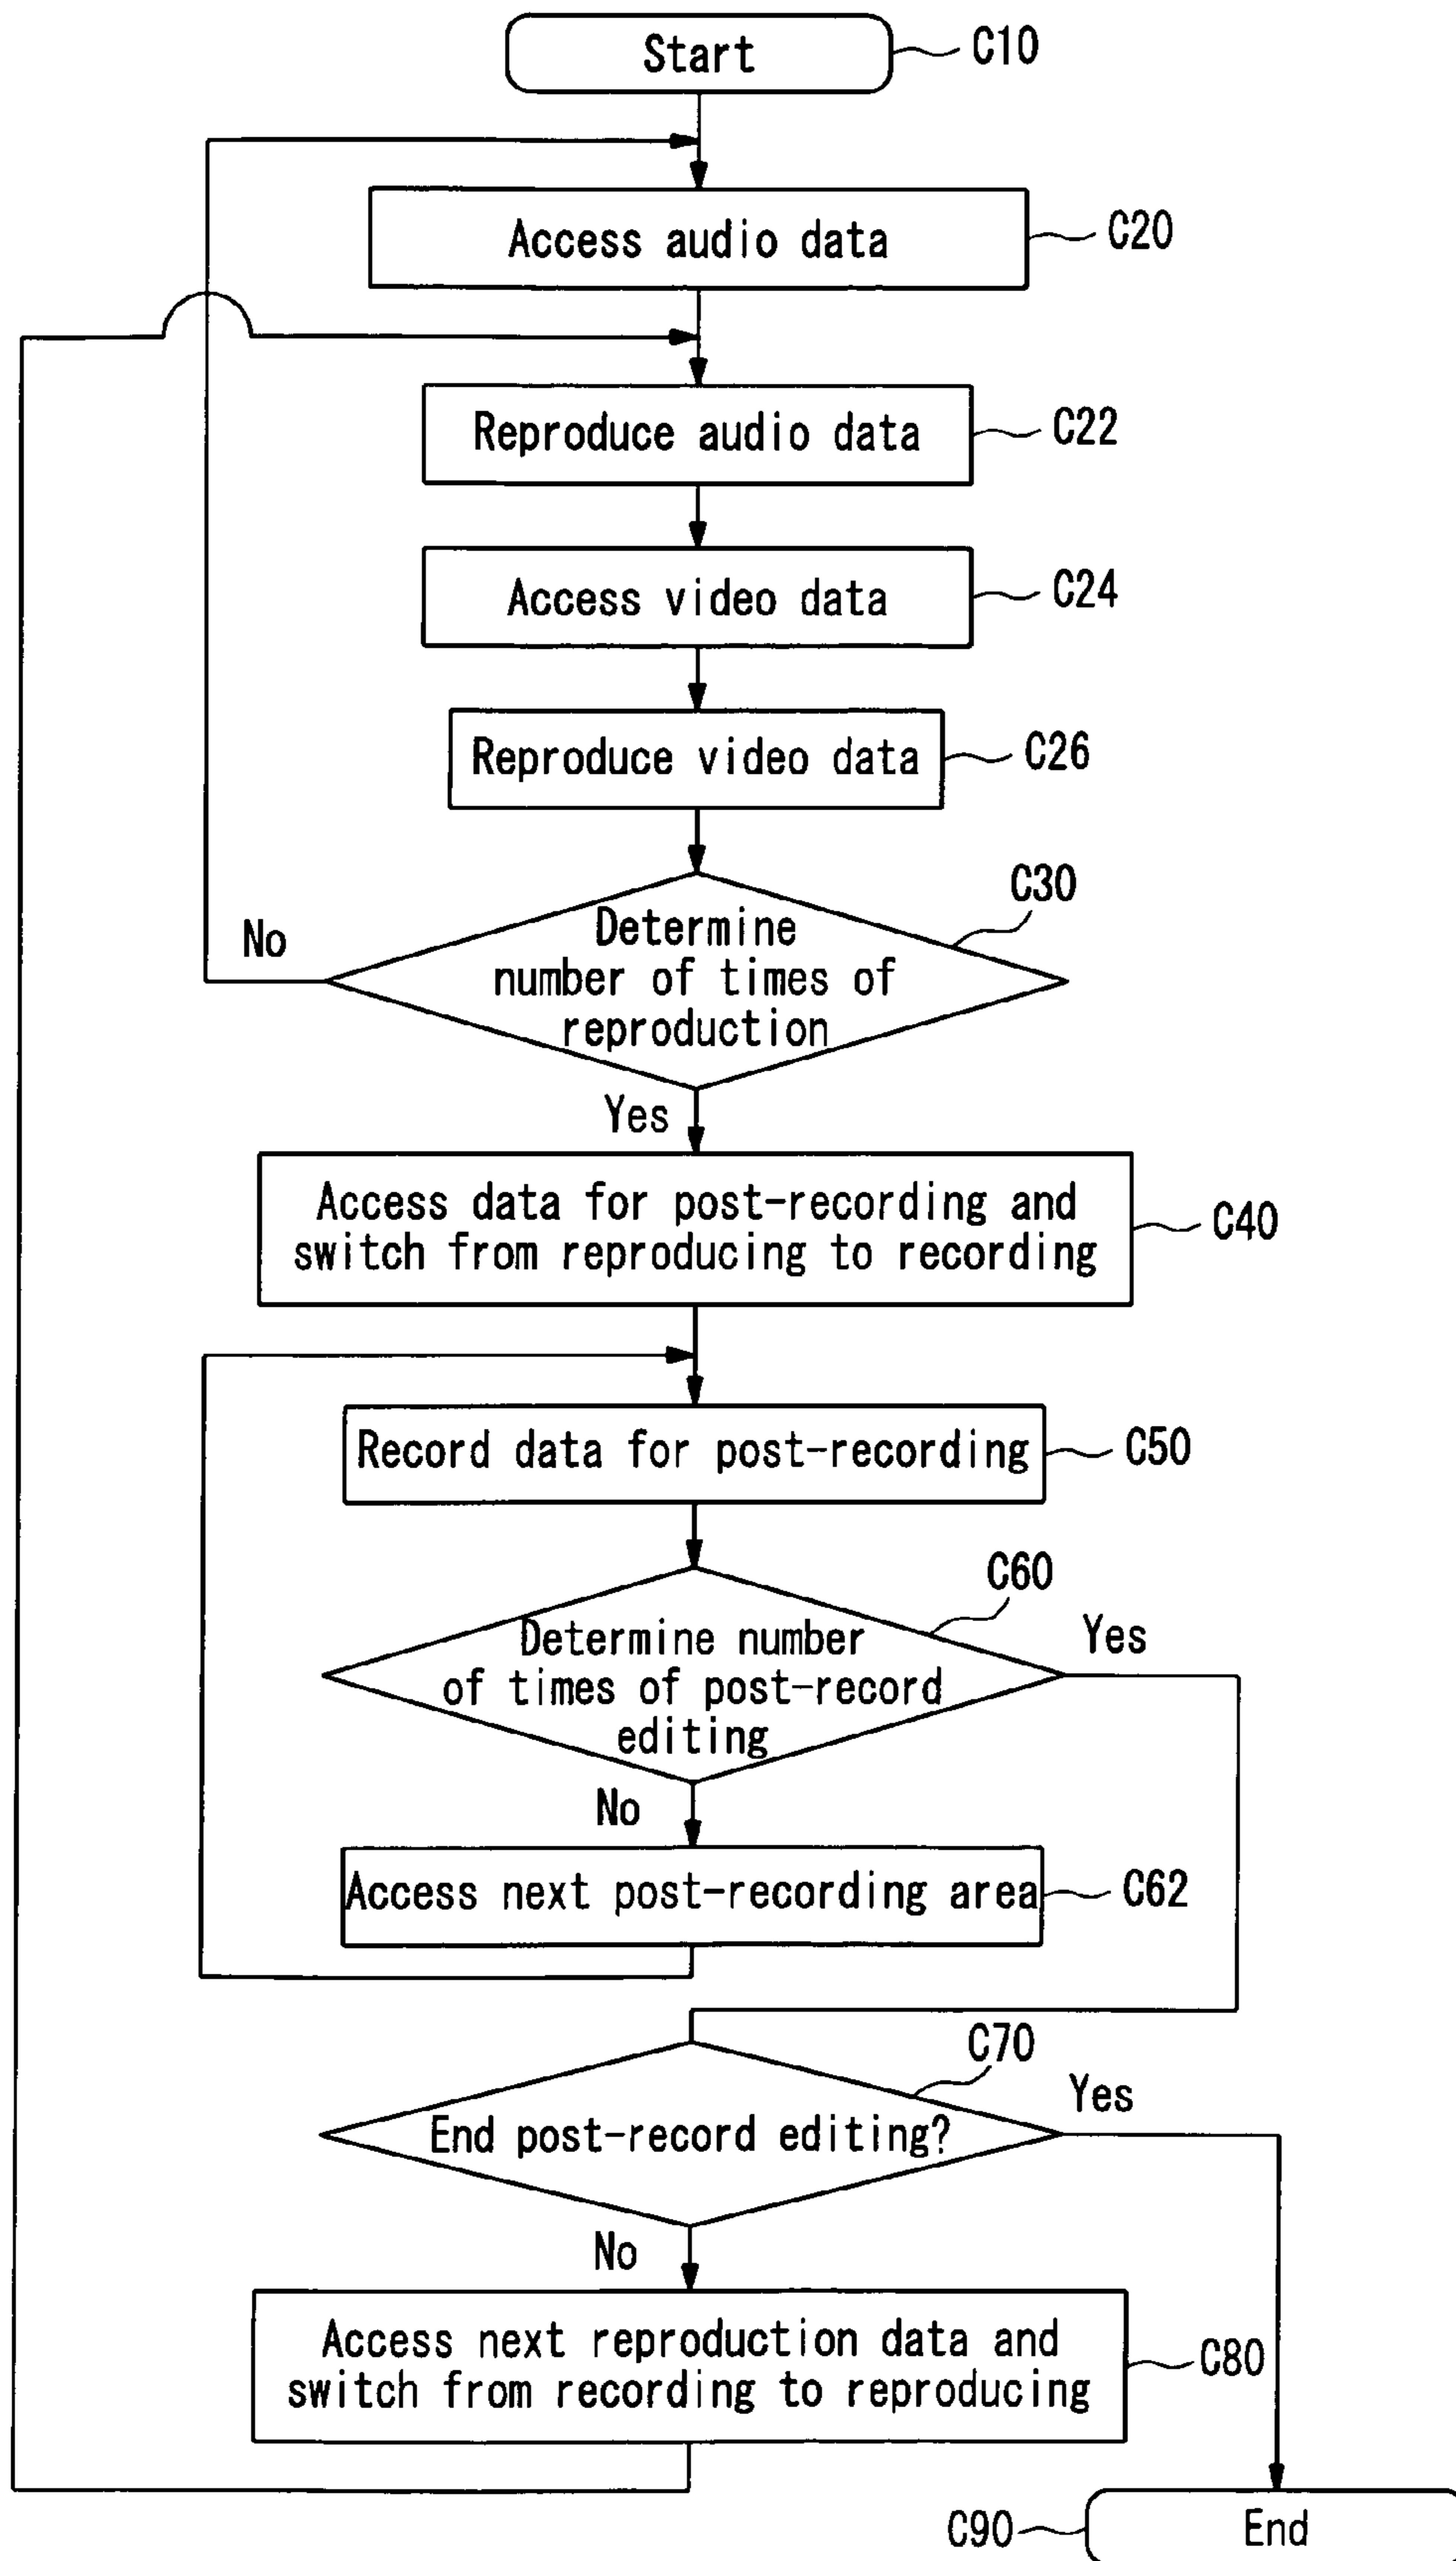 Start
C10
Access audio data
C20
Reproduce audio data
C22
Access video data
C24
Reproduce video data
C26
C30
No
Determine
number of times of
reproduction
Yes
Access data for post-recording and
switch from reproducing to recording
C40
Record data for post-recording
C50
C60
Yes
Determine number
of times of post-record
editing
No
Access next post-recording area
C62
C70
Yes
End post-record editing?
No
Access next reproduction data and
switch from recording to reproducing
C80
C90
End